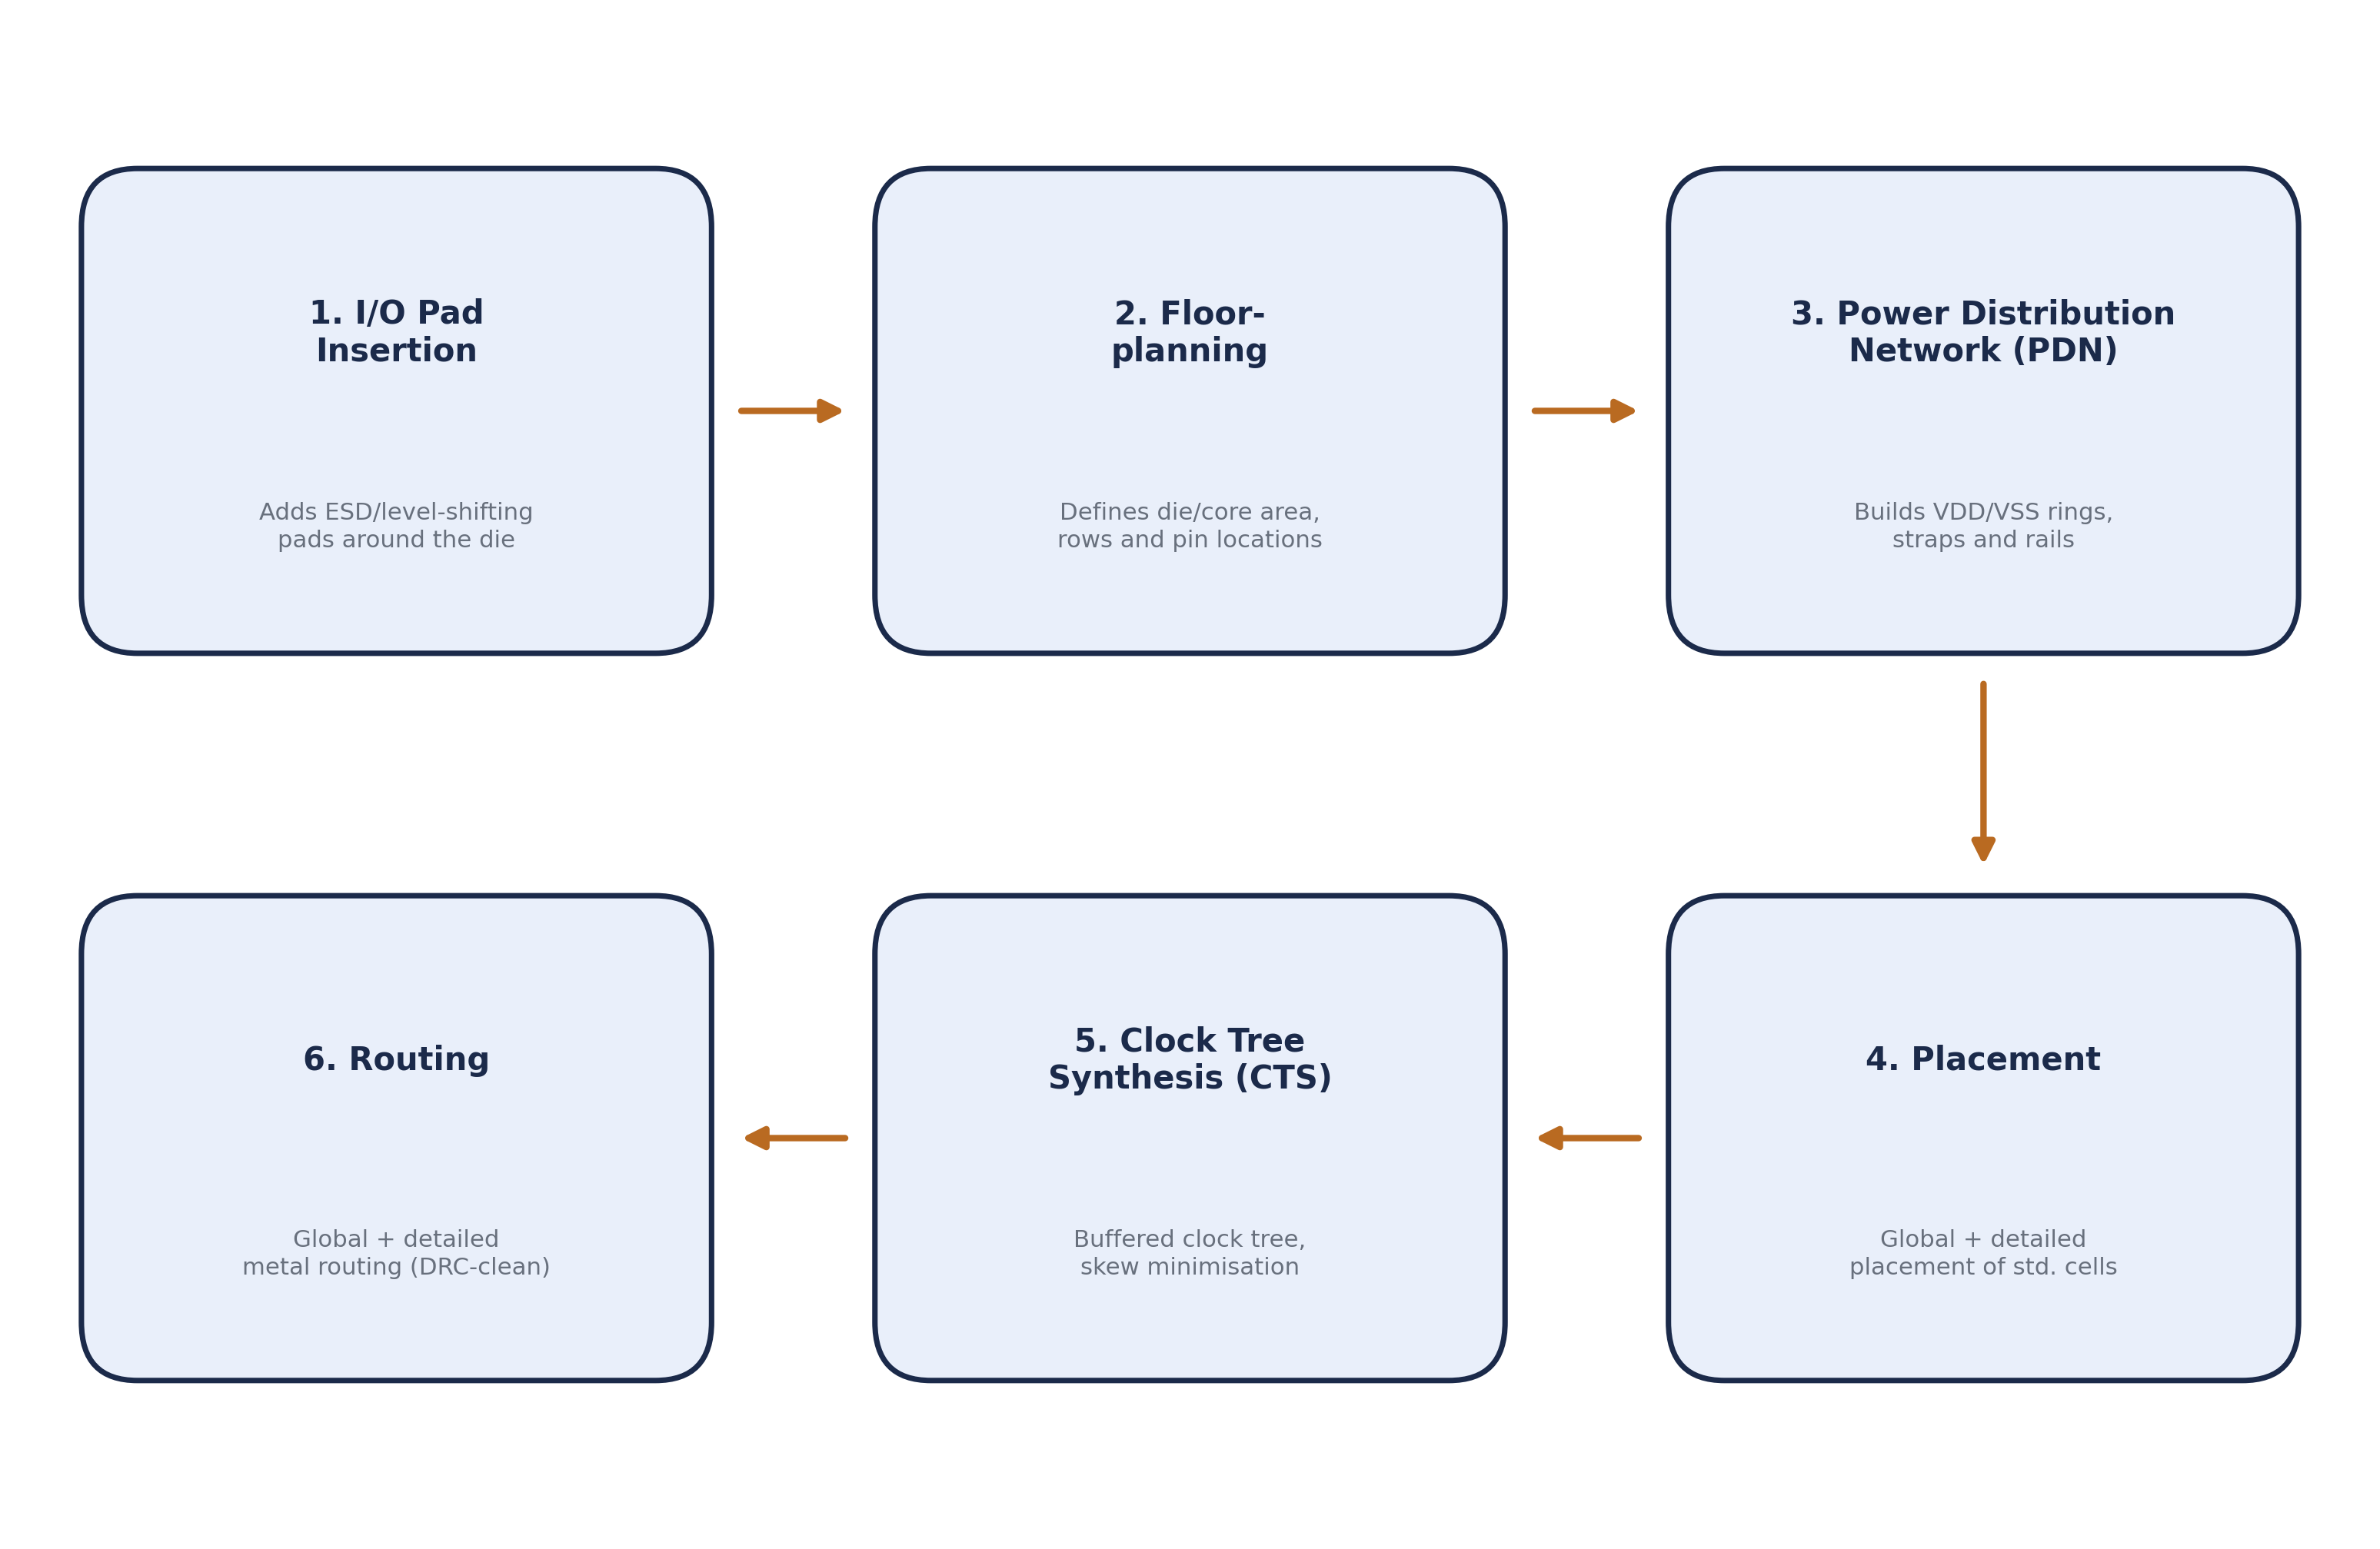 1. I/O Pad
Insertion
Adds ESD/level-shifting
pads around the die
2. Floor-
planning
Defines die/core area,
rows and pin locations
3. Power Distribution
Network (PDN)
Builds VDD/VSS rings,
straps and rails
4. Placement
Global + detailed
placement of std. cells
5. Clock Tree
Synthesis (CTS)
Buffered clock tree,
skew minimisation
6. Routing
Global + detailed
metal routing (DRC-clean)